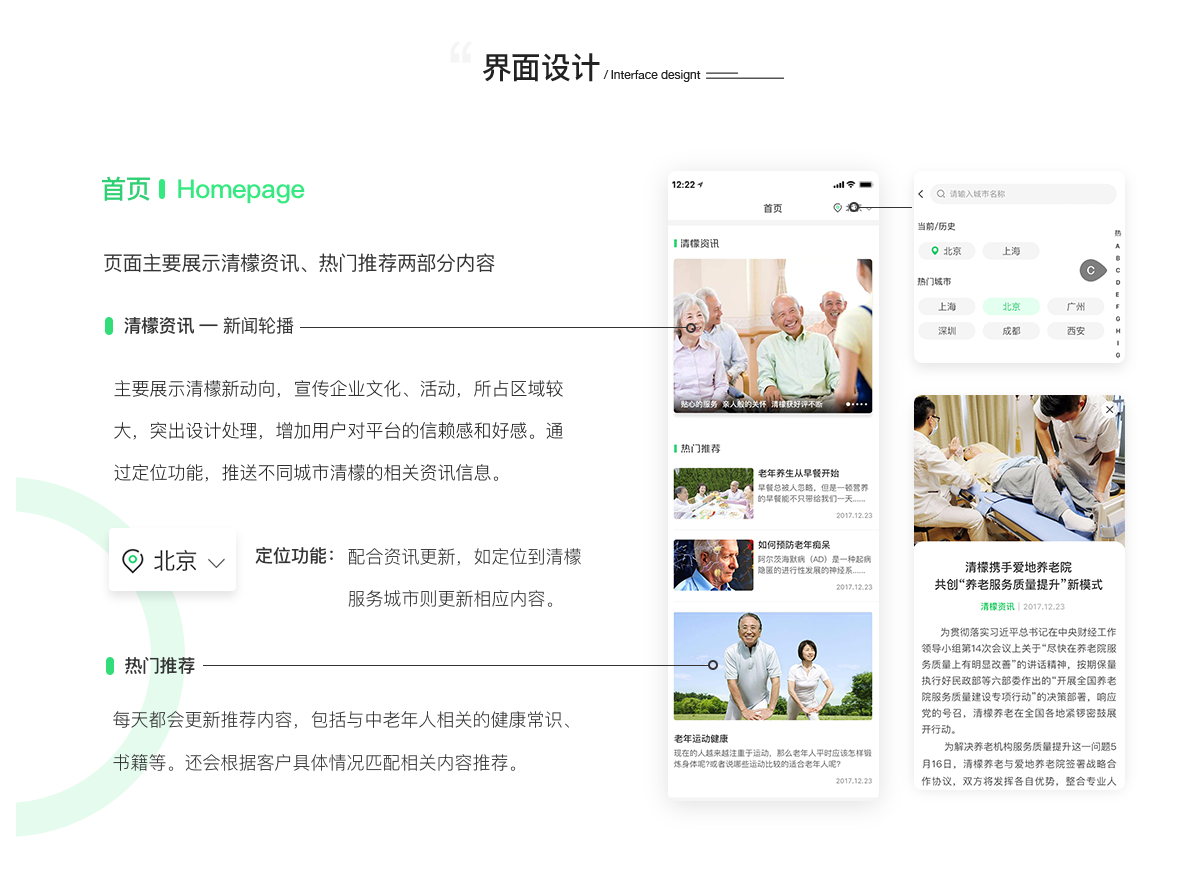 界面设计 / Interface designt
首页 Homepage
页面主要展示清檬资讯、热门推荐两部分内容
清檬资讯 一 新闻轮播
主要展示清檬新动向，宣传企业文化、活动，所占区域较
大，突出设计处理，增加用户对平台的信赖感和好感。通
过定位功能，推送不同城市清檬的相关资讯信息。
北京
定位功能： 配合资讯更新，如定位到清檬
服务城市则更新相应内容。
热门推荐
每天都会更新推荐内容，包括与中老年人相关的健康常识、
书籍等。还会根据客户具体情况匹配相关内容推荐。
12:22
首页
清檬资讯
贴心的服务 亲人般的关怀 清檬获好评不断
热门推荐
老年养生从早餐开始
早餐总被人忽略，但是一顿营养
的早餐能不只带给我们一天......
2017.12.23
如何预防老年痴呆
阿尔茨海默病（AD）是一种起病
隐匿的进行性发展的神经系......
2017.12.23
老年运动健康
现在的人越来越注重于运动，那么老年人平时应该怎样锻
炼身体呢?或者说哪些运动比较的适合老年人呢?
2017.12.23
请输入城市名称
当前/历史
北京 上海
热门城市
上海 北京 广州
深圳 成都 西安
C
热
A
B
C
D
E
F
G
H
I
G
清檬携手爱地养老院
共创“养老服务质量提升”新模式
清檬资讯 | 2017.12.23
为贯彻落实习近平总书记在中央财经工作
领导小组第14次会议上关于“尽快在养老院服
务质量上有明显改善”的讲话精神，按期保量
执行好民政部等六部委作出的“开展全国养老
院服务质量建设专项行动”的决策部署，响应
党的号召，清檬养老在全国各地紧锣密鼓展
开行动。
为解决养老机构服务质量提升这一问题5
月16日，清檬养老与爱地养老院签署战略合
作协议，双方将发挥各自优势，整合专业人